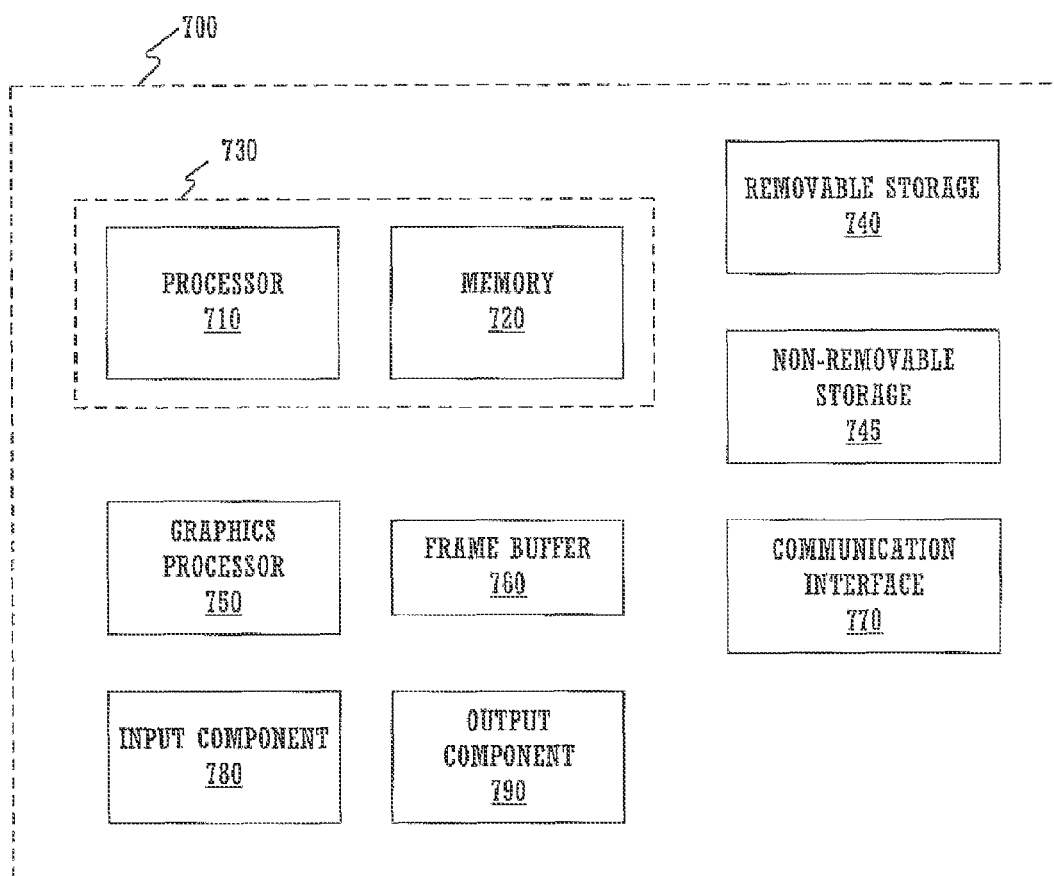 700
730
PROCESSOR
710
MEMORY
720
REMOVABLE STORAGE
740
NON-REMOVABLE
STORAGE
745
GRAPHICS
PROCESSOR
750
FRAME BUFFER
760
COMMUNICATION
INTERFACE
770
INPUT COMPONENT
780
OUTPUT
COMPONENT
790